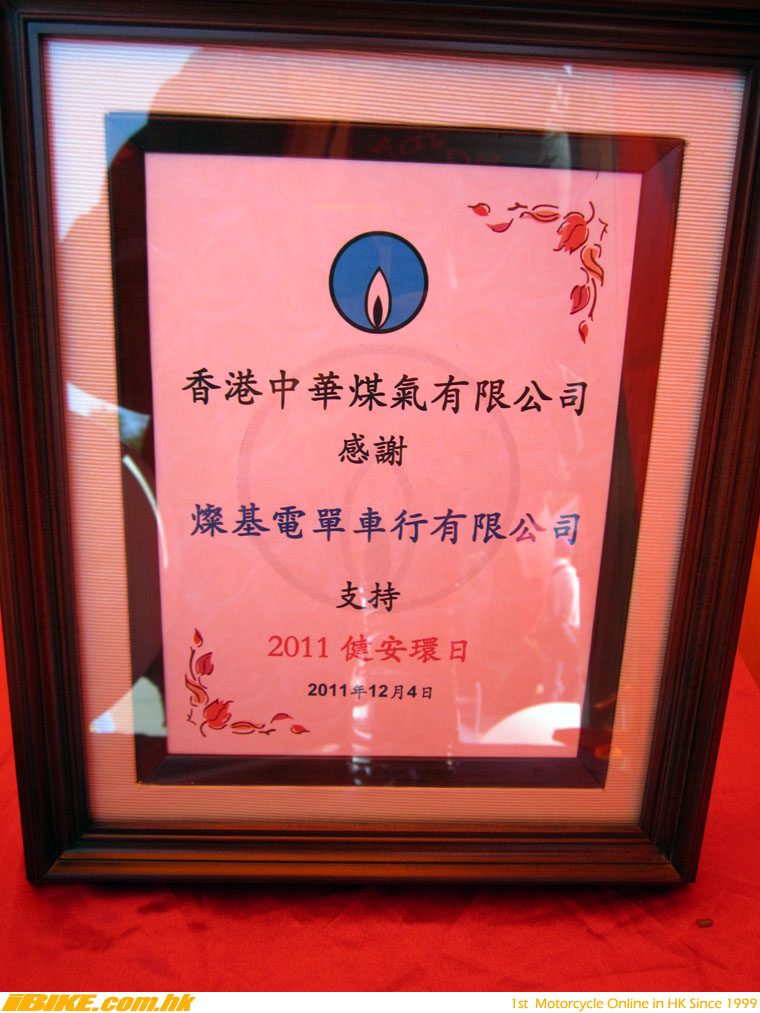 香港中華煤氣有限公司
感謝
燦基電單車行有限公司
支持
2011 健安環日
2011年12月4日
iBIKE.com.hk
1st Motorcycle Online in HK Since 1999